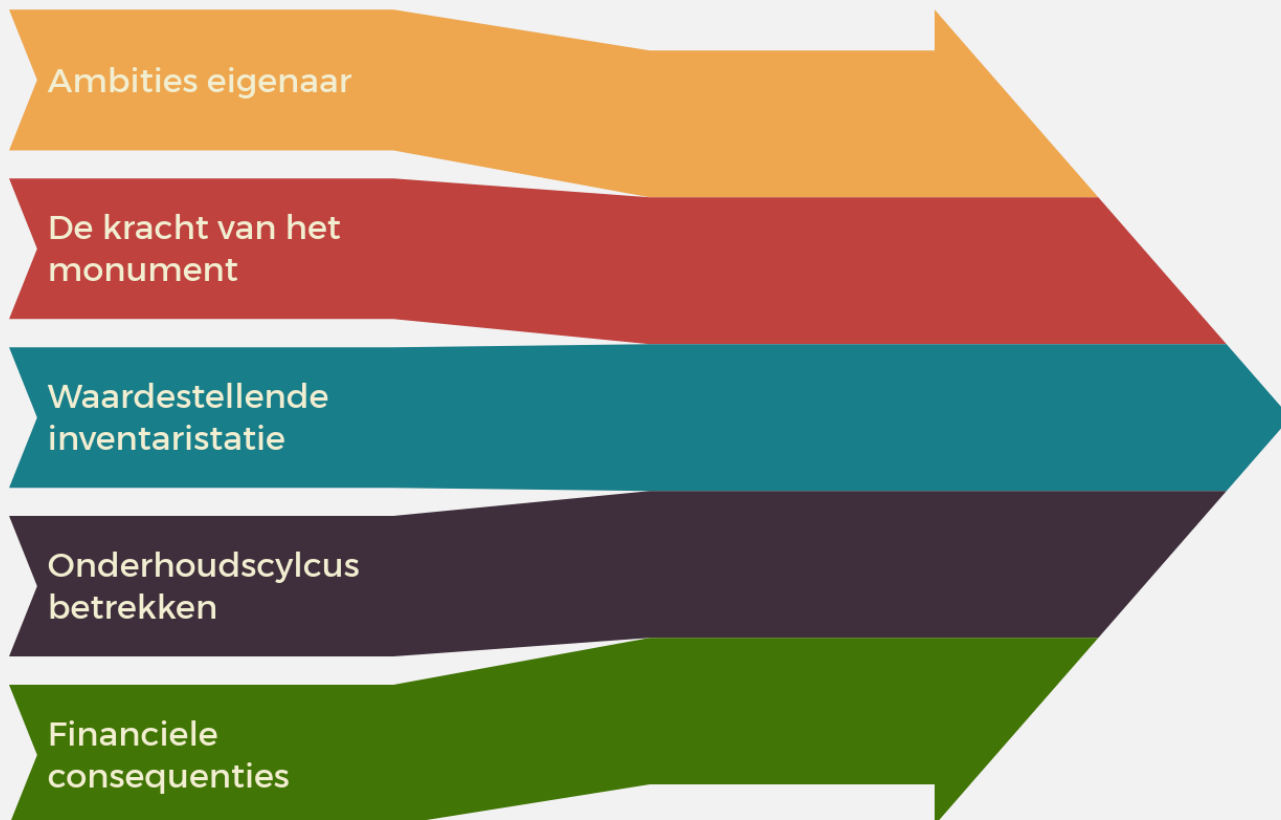 Ambities eigenaar
De kracht van het
monument
Waardestellende
inventaristatie
Onderhoudscylcus
betrekken
Financiele
consequenties